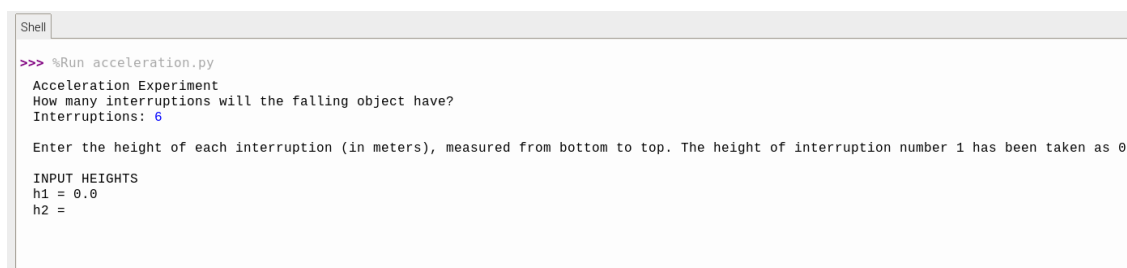 Shell
>>> %Run acceleration.py
Acceleration Experiment
How many interruptions will the falling object have?
Interruptions: 6
Enter the height of each interruption (in meters), measured from bottom to top. The height of interruption number 1 has been taken as 0
INPUT HEIGHTS
h1 = 0.0
h2 =